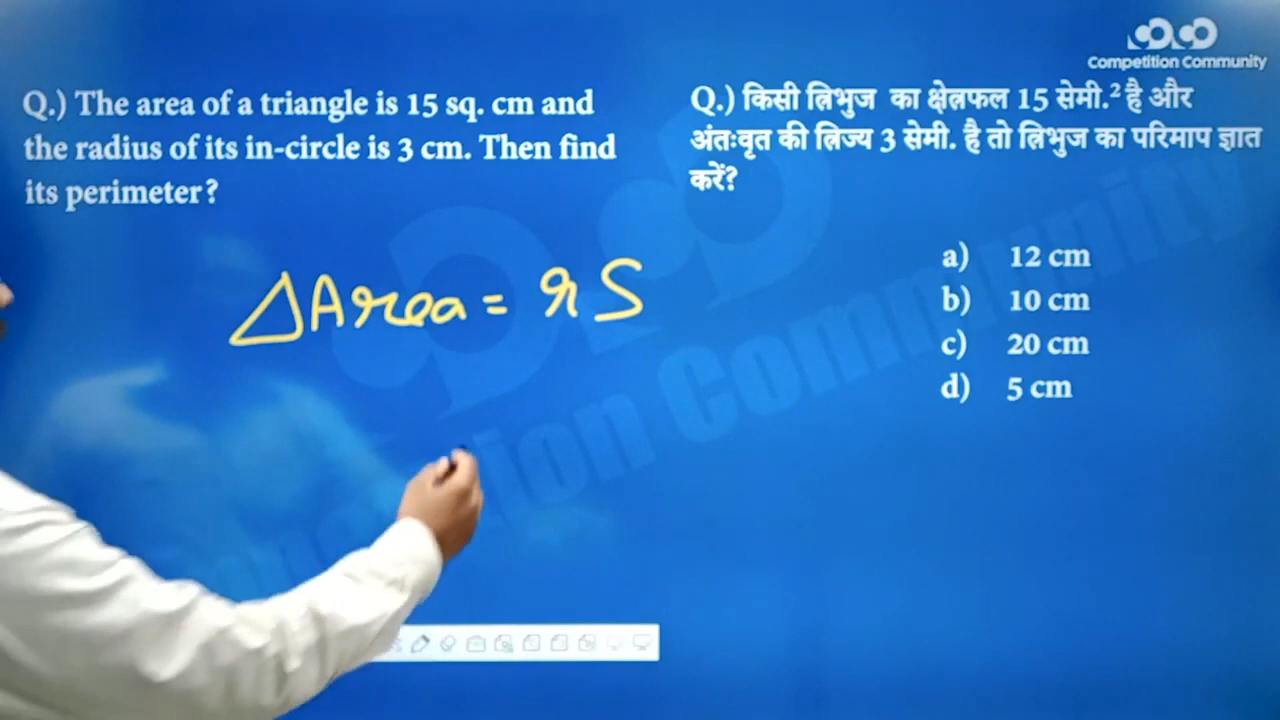 Competition Community
Q.) The area of a triangle is 15 sq. cm and
the radius of its in-circle is 3 cm. Then find
its perimeter?
Q.) किसी त्रिभुज का क्षेत्रफल 15 सेमी.² है और
अंतःवृत की त्रिज्य 3 सेमी. है तो त्रिभुज का परिमाप ज्ञात
करें?
△Area = r S
a) 12 cm
b) 10 cm
c) 20 cm
d) 5 cm